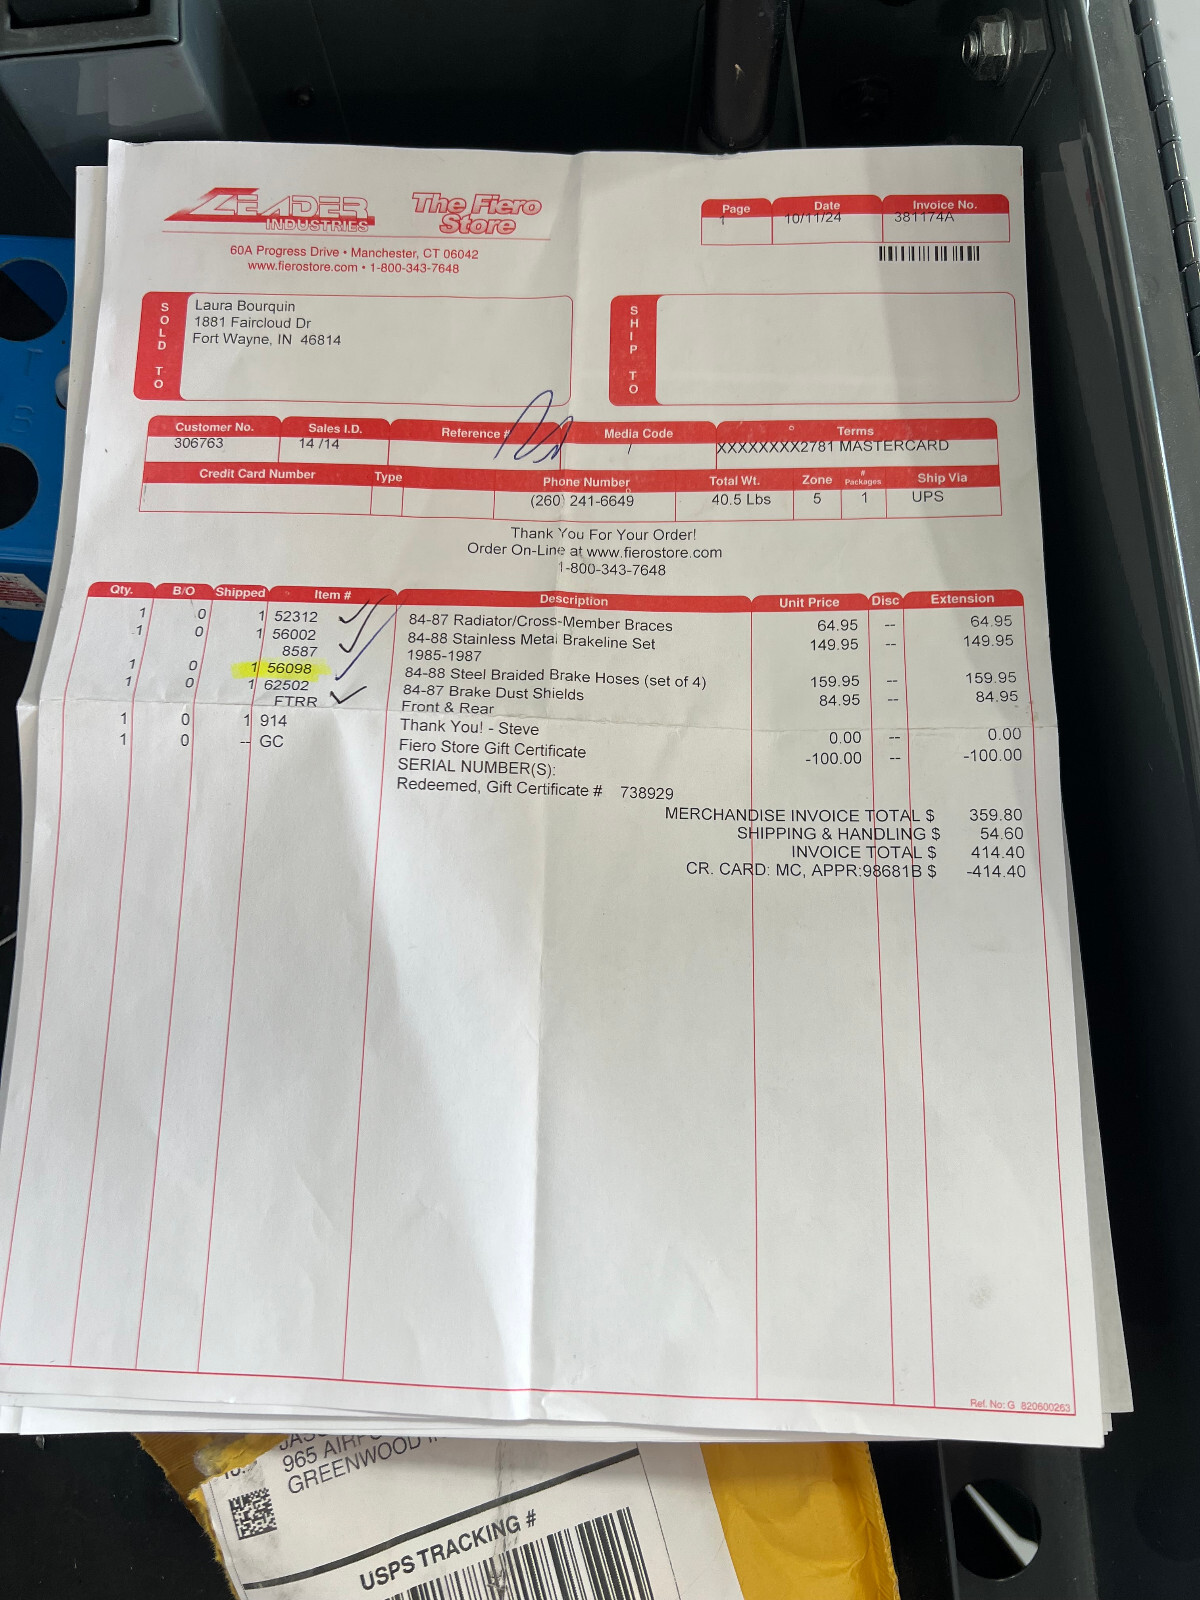 LEADER
INDUSTRIES
The Fiero
Store
60A Progress Drive • Manchester, CT 06042
www.fierostore.com • 1-800-343-7648
Page Date Invoice No.
1 10/11/24 381174A
SOLD TO
Laura Bourquin
1881 Faircloud Dr
Fort Wayne, IN 46814
SHIP TO
Customer No. Sales I.D. Reference # Media Code Terms
306763 14 /14 / XXXXXXXX2781 MASTERCARD
Credit Card Number Type Phone Number Total Wt. Zone # Packages Ship Via
(260) 241-6649 40.5 Lbs 5 1 UPS
Thank You For Your Order!
Order On-Line at www.fierostore.com
1-800-343-7648
Qty. B/O Shipped Item # Description Unit Price Disc Extension
1 0 1 52312 84-87 Radiator/Cross-Member Braces 64.95 -- 64.95
1 0 1 56002 84-88 Stainless Metal Brakeline Set 149.95 -- 149.95
8587 1985-1987
1 0 1 56098 84-88 Steel Braided Brake Hoses (set of 4) 159.95 -- 159.95
1 0 1 62502 84-87 Brake Dust Shields 84.95 -- 84.95
FTRR Front & Rear
1 0 1 914 Thank You! - Steve 0.00 -- 0.00
1 0 -- GC Fiero Store Gift Certificate -100.00 -- -100.00
SERIAL NUMBER(S):
Redeemed, Gift Certificate # 738929
MERCHANDISE INVOICE TOTAL $ 359.80
SHIPPING & HANDLING $ 54.60
INVOICE TOTAL $ 414.40
CR. CARD: MC, APPR:98681B $ -414.40
Ref. No: G 820600263
965
GREENWOOD
USPS TRACKING #